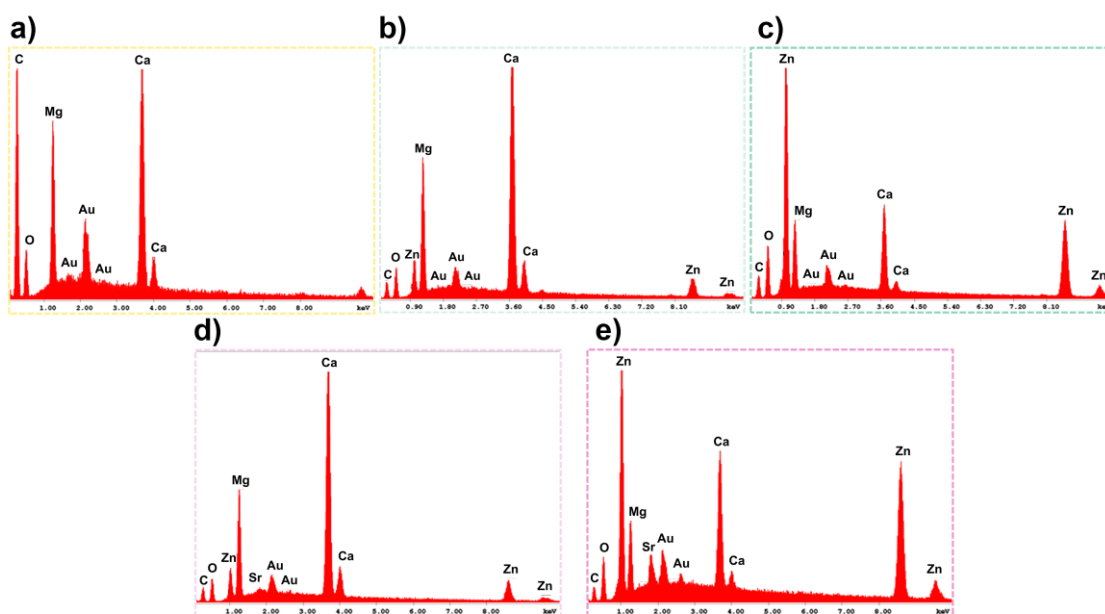 a)
C
Ca
Mg
Au
O
Au
Au
Ca
1.00 2.00 3.00 4.00 6.00 7.00 8.00 keV
b)
Ca
Mg
Zn
O
C
Au
Au
Au
Ca
Zn
Zn
0.90 1.80 2.70 3.60 4.50 5.40 6.30 7.20 8.10 keV
c)
Zn
Mg
O
C
Au
Au
Au
Ca
Ca
Zn
Zn
0.90 1.80 2.70 3.60 4.50 5.40 6.30 7.20 8.10 ke
d)
Ca
Mg
Zn
O
C
Sr
Au
Au
Ca
Zn
Zn
1.00 2.00 3.00 4.00 5.00 6.00 7.00 8.00 keV
e)
Zn
Mg
O
C
Sr
Au
Au
Ca
Ca
Zn
Zn
1.00 2.00 3.00 4.00 5.00 6.00 7.00 8.00 keV